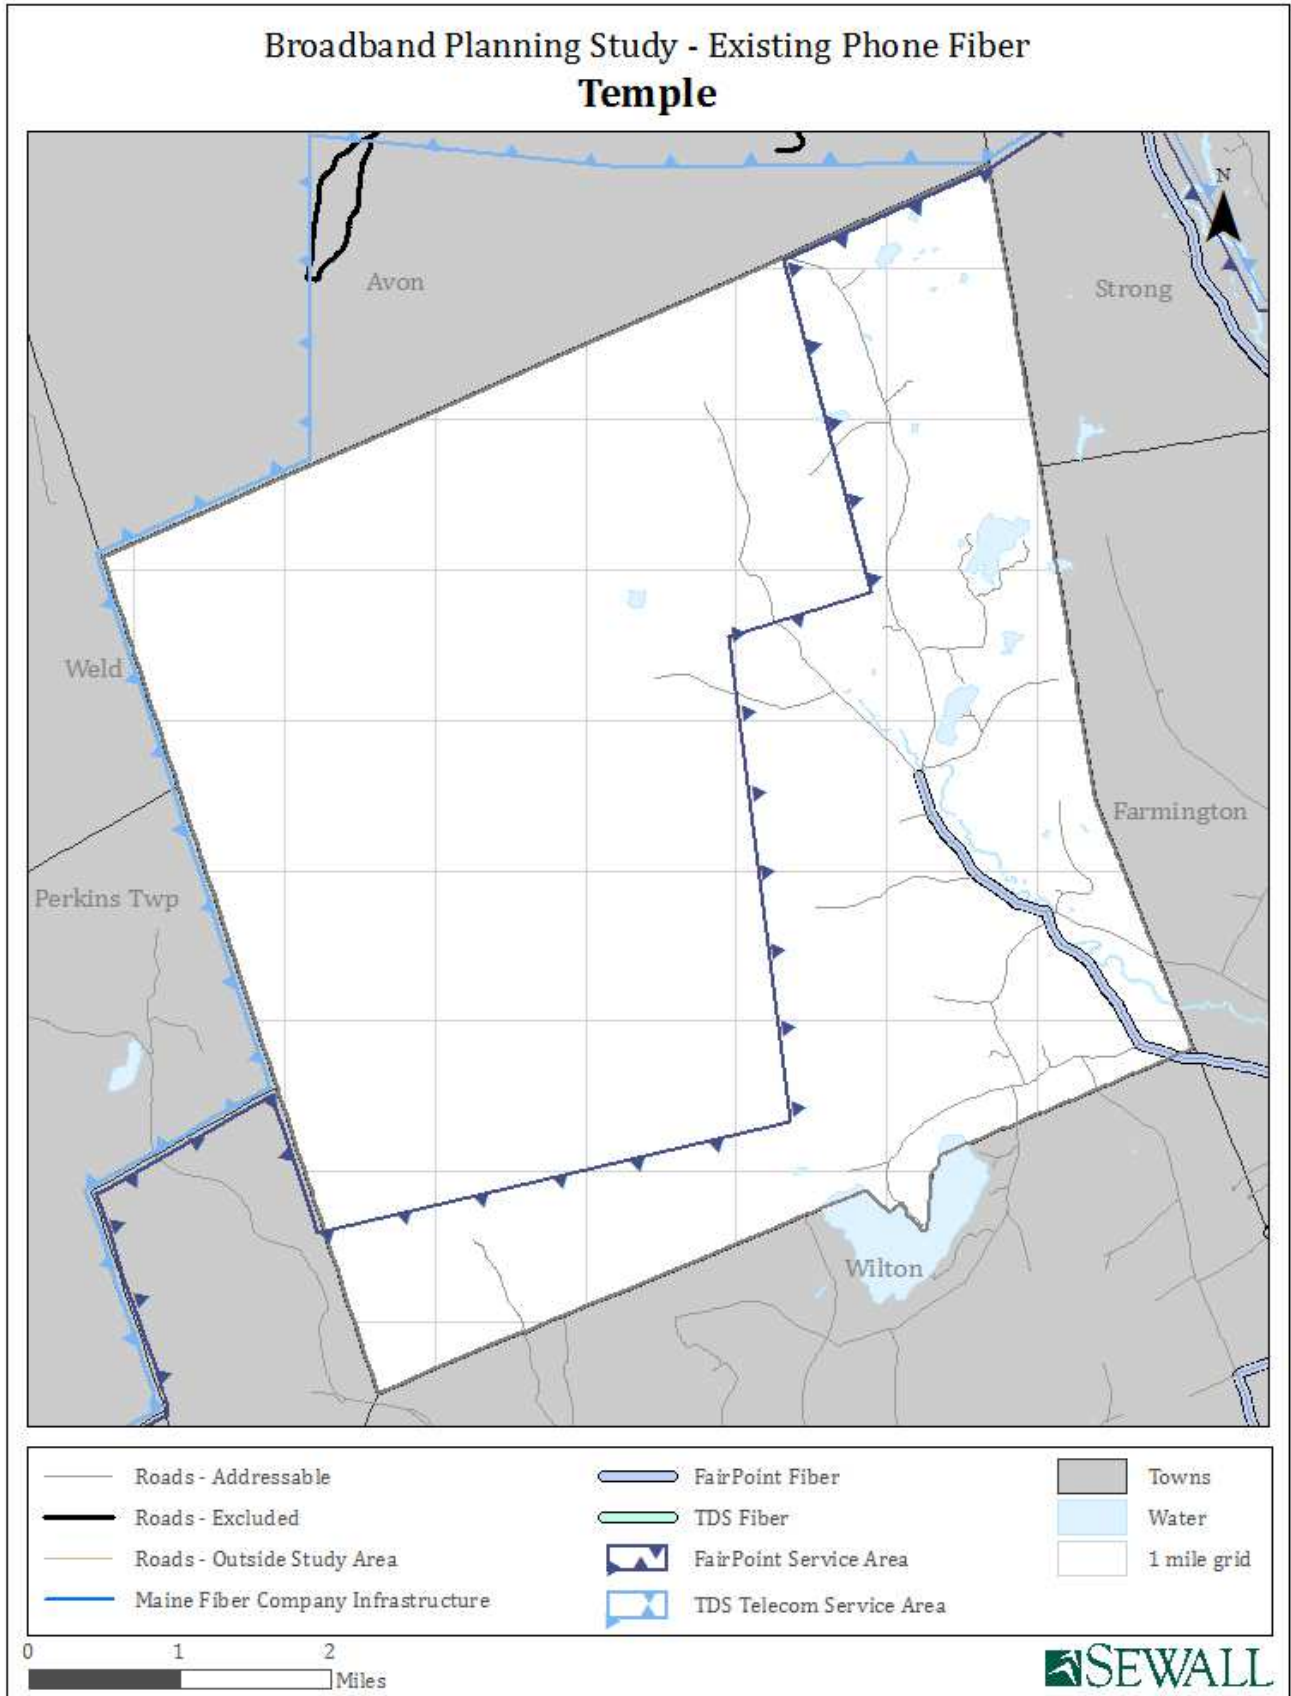 Broadband Planning Study - Existing Phone Fiber
Temple
N
Avon
Strong
Weld
Farmington
Perkins Twp
Wilton
Roads - Addressable
Roads - Excluded
Roads - Outside Study Area
Maine Fiber Company Infrastructure
FairPoint Fiber
TDS Fiber
FairPoint Service Area
TDS Telecom Service Area
Towns
Water
1 mile grid
0 1 2
Miles
SEWALL